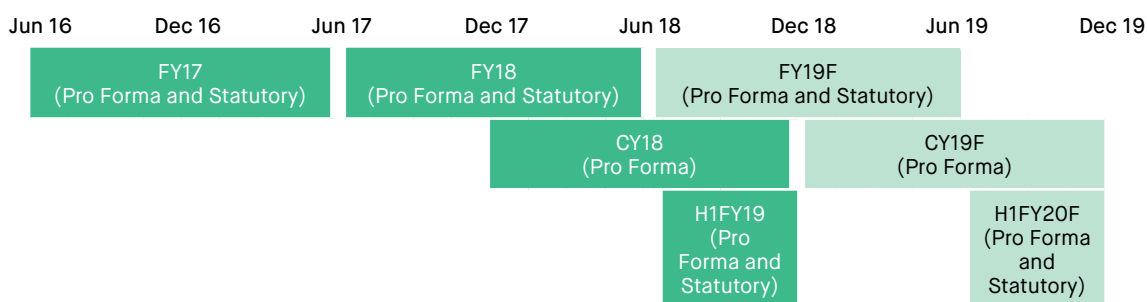 Jun 16 Dec 16 Jun 17 Dec 17 Jun 18 Dec 18 Jun 19 Dec 19
FY17
(Pro Forma and Statutory)
FY18
(Pro Forma and Statutory)
FY19F
(Pro Forma and Statutory)
CY18
(Pro Forma)
CY19F
(Pro Forma)
H1FY19
(Pro
Forma and
Statutory)
H1FY20F
(Pro Forma
and
Statutory)